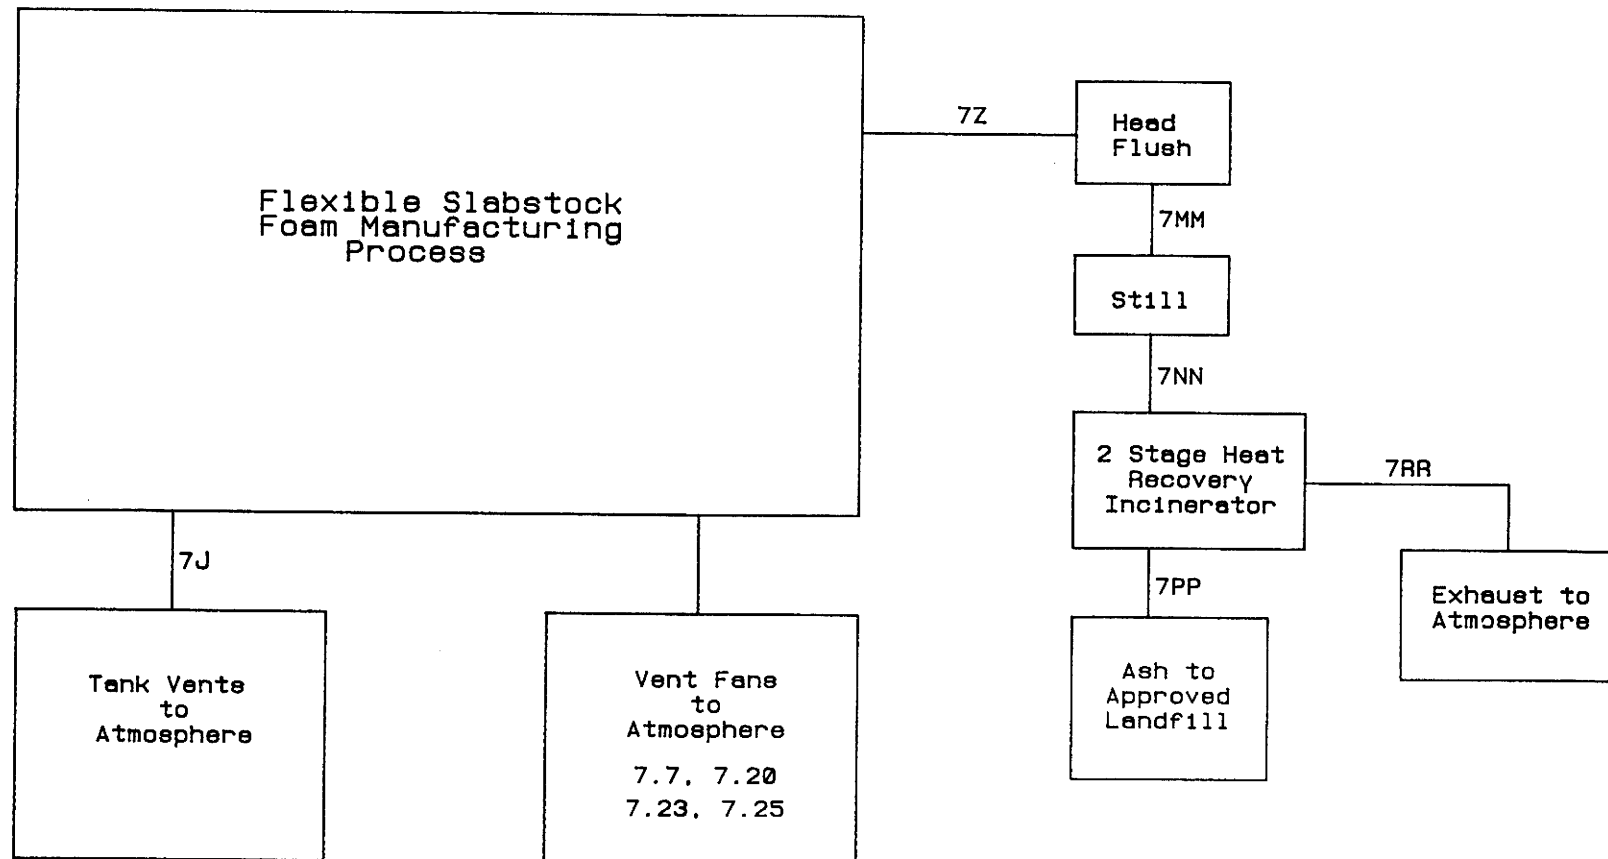 Flexible Slabstock
Foam Manufacturing
Process
7Z
Head
Flush
7MM
Still
7NN
2 Stage Heat
Recovery
Incinerator
7RR
7J
7PP
Exhaust to
Atmosphere
Tank Vents
to
Atmosphere
Vent Fans
to
Atmosphere
7.7, 7.20
7.23, 7.25
Ash to
Approved
Landfill